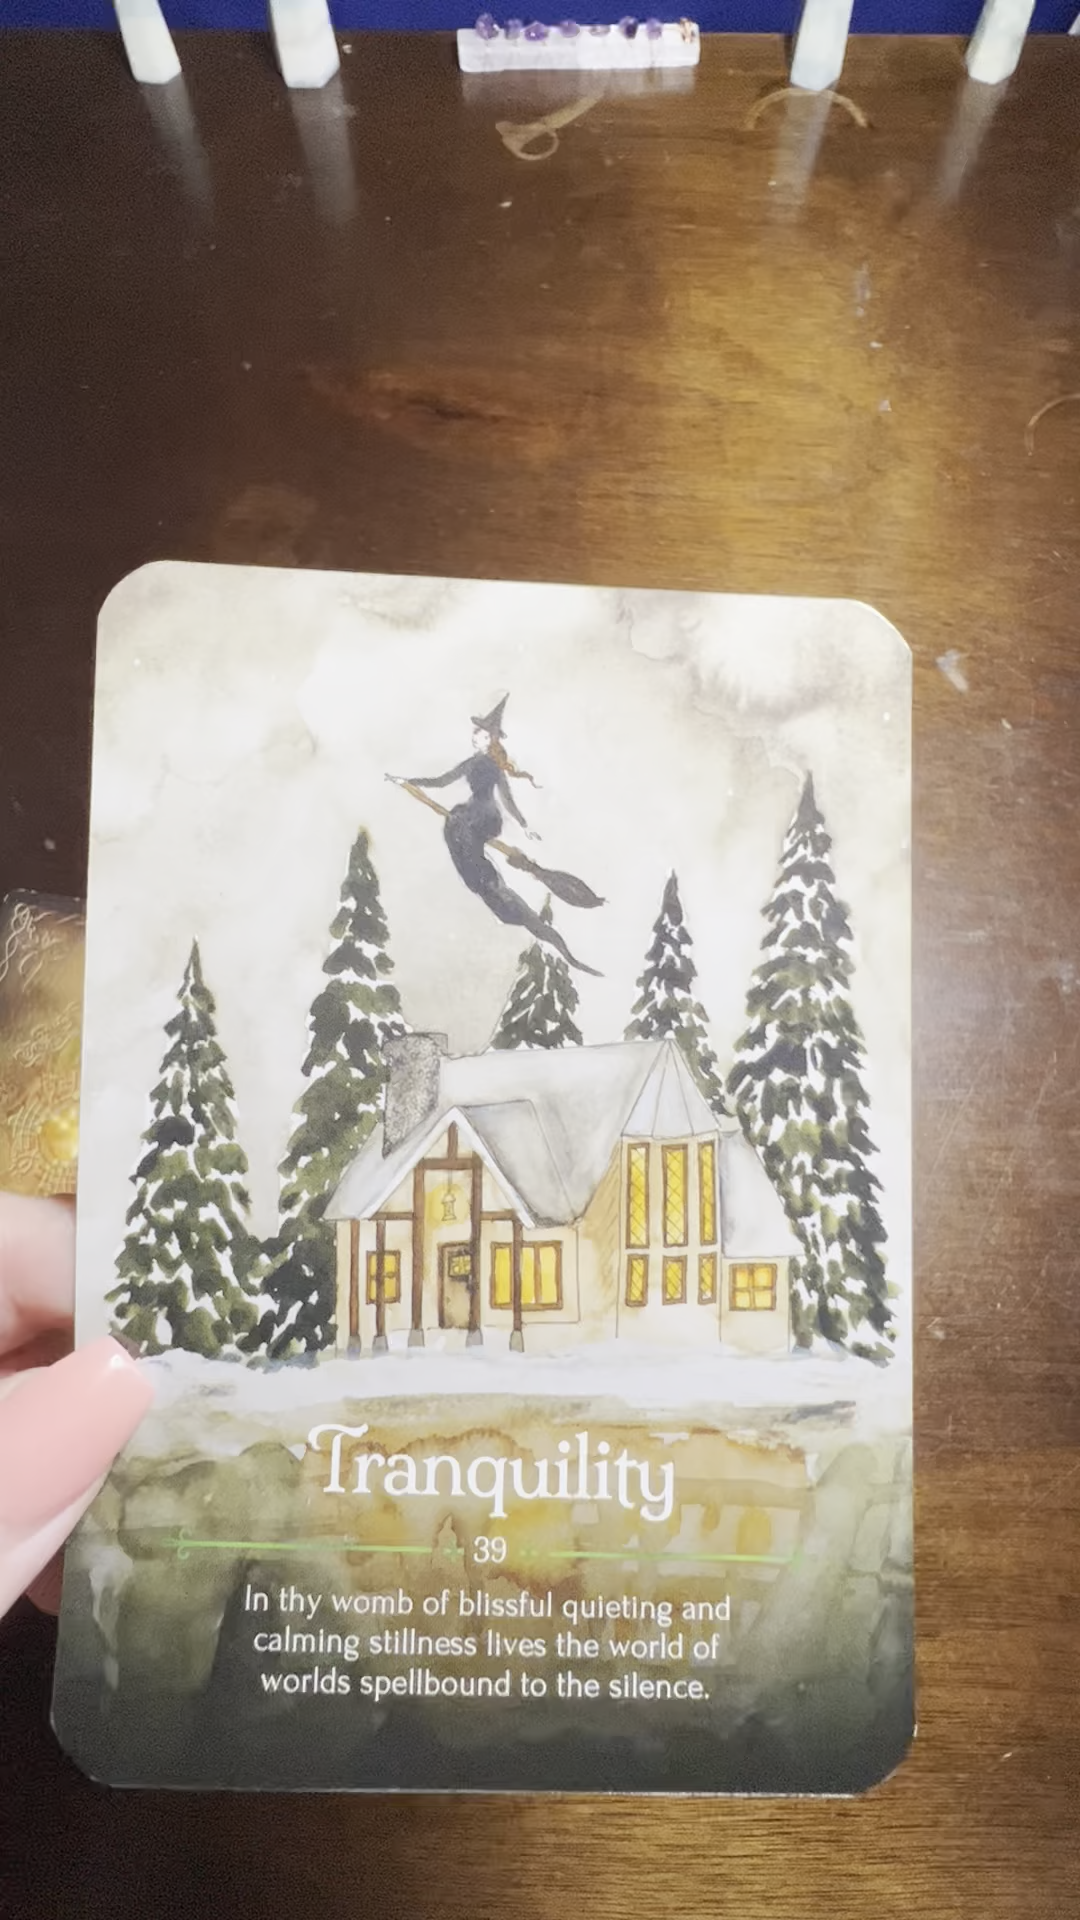 Tranquility
39
In thy womb of blissful quieting and
calming stillness lives the world of
worlds spellbound to the silence.